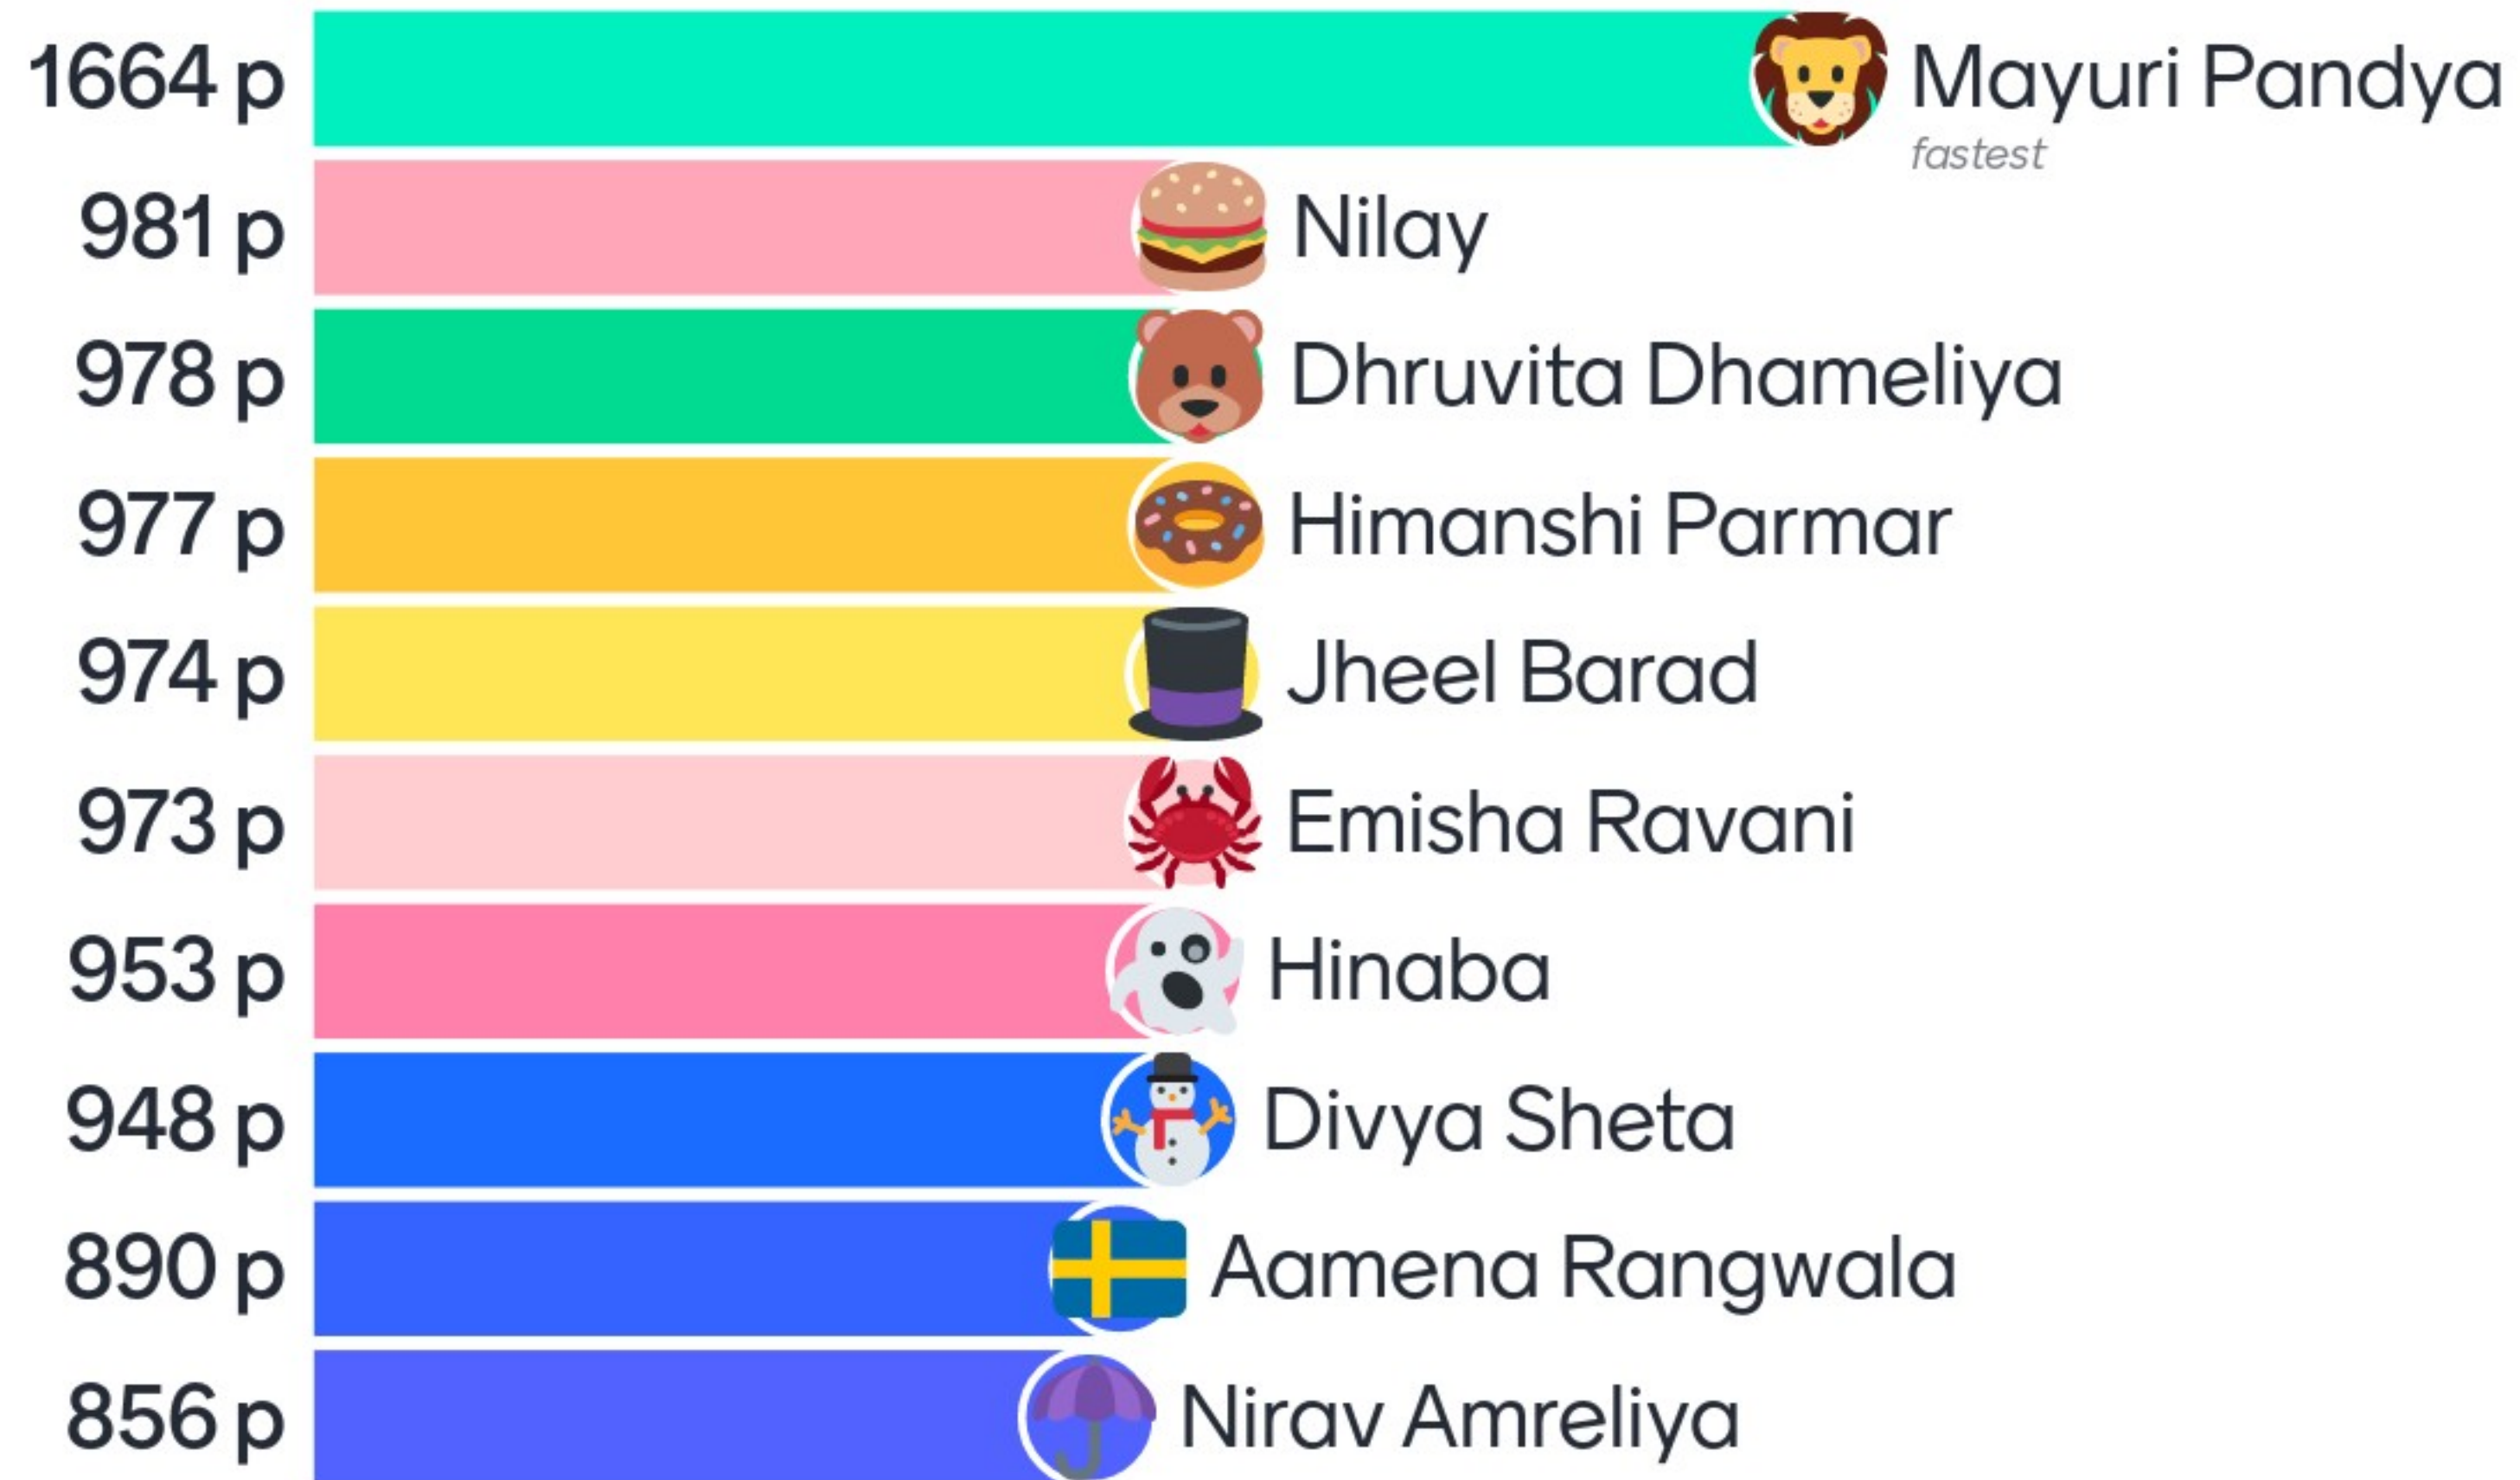 1664 p Mayuri Pandya
fastest
981 p Nilay
978 p Dhruvita Dhameliya
977 p Himanshi Parmar
974 p Jheel Barad
973 p Emisha Ravani
953 p Hinaba
948 p Divya Sheta
890 p Aamena Rangwala
856 p Nirav Amreliya